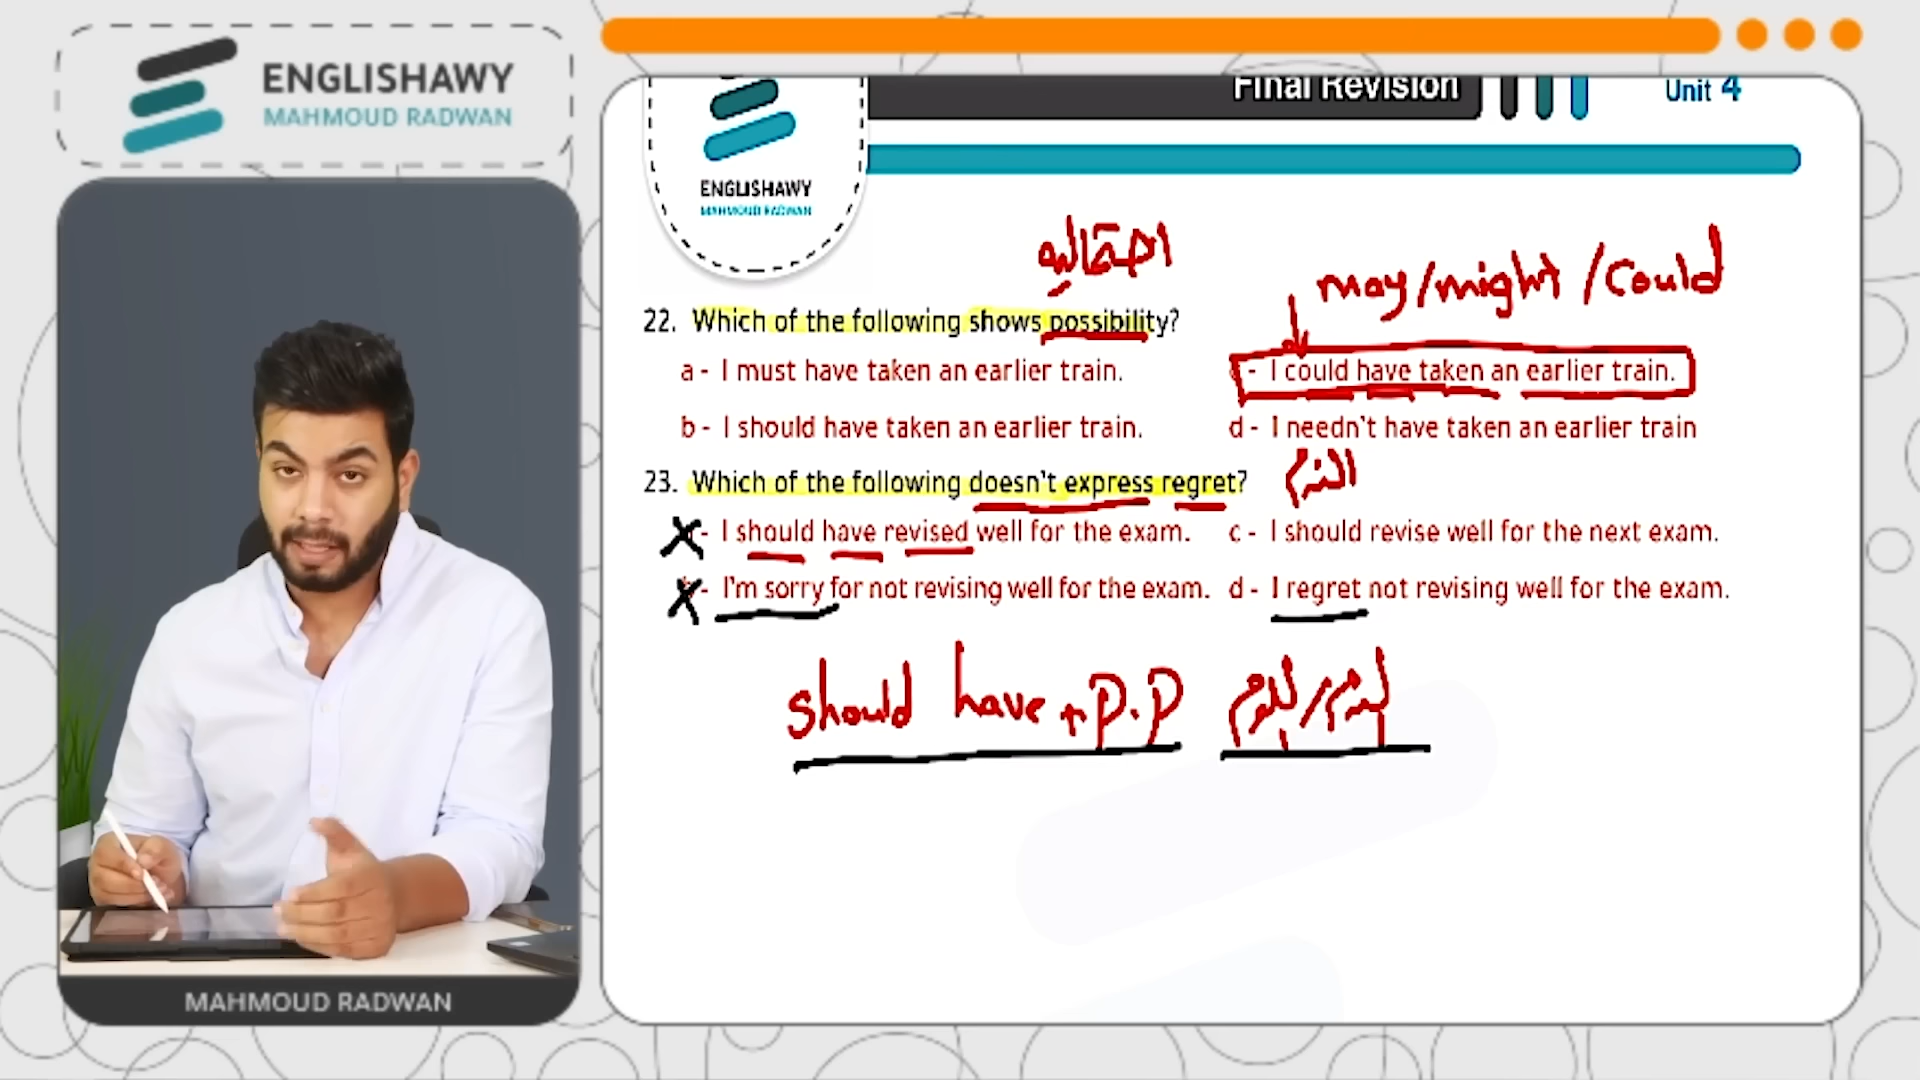 ENGLISHAWY
MAHMOUD RADWAN
Final Revision
Unit 4
ENGLISHAWY
MAHMOUD RADWAN
احتمالية
may/might/could
22. Which of the following shows possibility?
a - I must have taken an earlier train.
- I could have taken an earlier train.
b - I should have taken an earlier train.
d - I needn't have taken an earlier train
الندم
23. Which of the following doesn't express regret?
X - I should have revised well for the exam.
c - I should revise well for the next exam.
X - I'm sorry for not revising well for the exam.
d - I regret not revising well for the exam.
should have + P.P لندم/للوم
MAHMOUD RADWAN